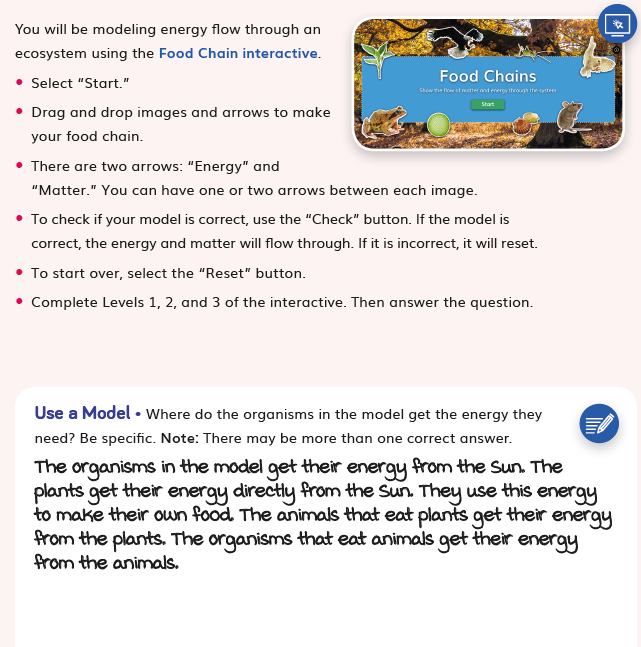 You will be modeling energy flow through an
ecosystem using the Food Chain interactive.
• Select “Start.”
• Drag and drop images and arrows to make
your food chain.
• There are two arrows: “Energy” and
“Matter.” You can have one or two arrows between each image.
• To check if your model is correct, use the “Check” button. If the model is
correct, the energy and matter will flow through. If it is incorrect, it will reset.
• To start over, select the “Reset” button.
• Complete Levels 1, 2, and 3 of the interactive. Then answer the question.
Food Chains
Show the flow of matter and energy through the system
Start
Use a Model • Where do the organisms in the model get the energy they
need? Be specific. Note: There may be more than one correct answer.
The organisms in the model get their energy from the Sun. The
plants get their energy directly from the Sun. They use this energy
to make their own food. The animals that eat plants get their energy
from the plants. The organisms that eat animals get their energy
from the animals.